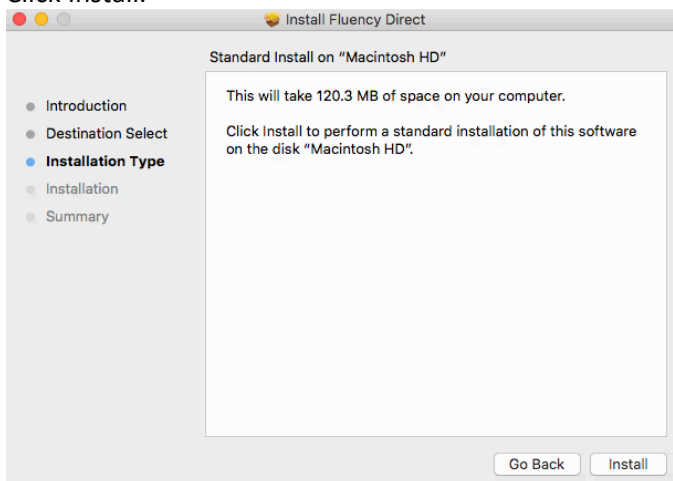 Click Install.
Install Fluency Direct
Standard Install on “Macintosh HD”
Introduction
Destination Select
Installation Type
Installation
Summary
This will take 120.3 MB of space on your computer.
Click Install to perform a standard installation of this software
on the disk “Macintosh HD”.
Go Back
Install